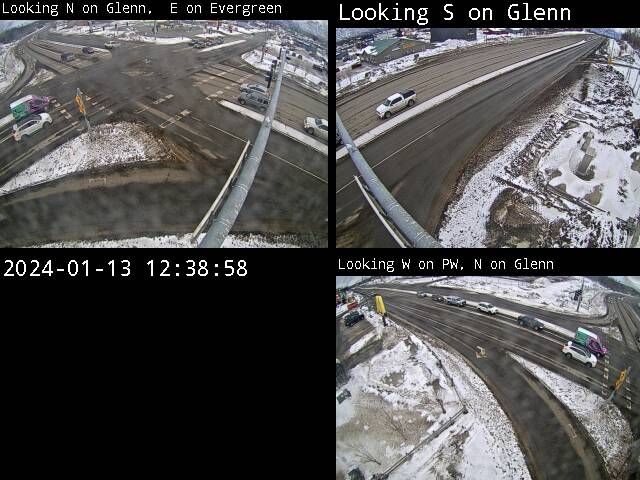 Looking N on Glenn,  E on Evergreen
Looking S on Glenn
2024-01-13 12:38:58
Looking W on PW, N on Glenn